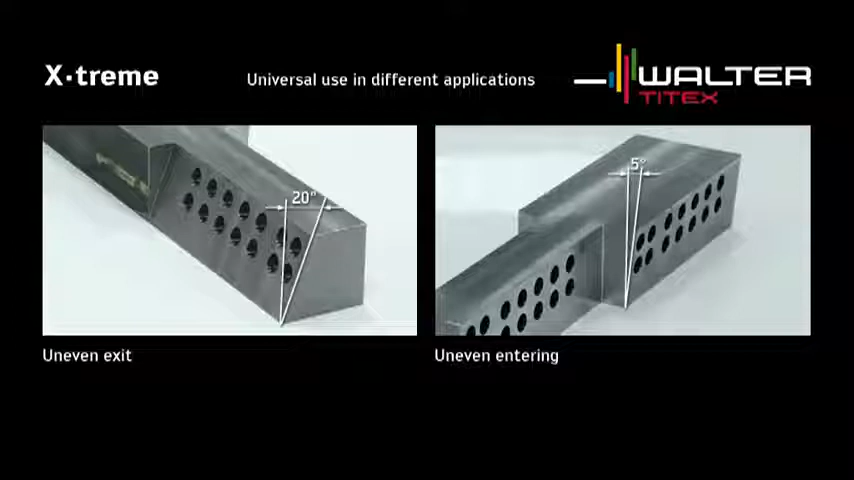 X·treme
Universal use in different applications
WALTER
TITEX
20°
5°
Uneven exit
Uneven entering